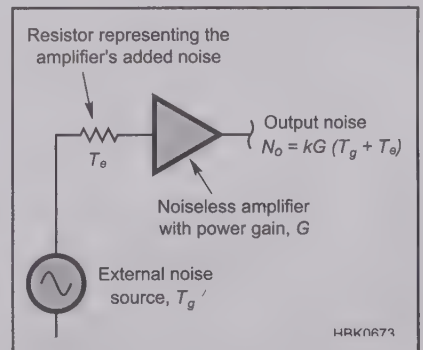 Resistor representing the
amplifier's added noise
Te
Output noise
No = kG (Tg + Te)
Noiseless amplifier
with power gain, G
External noise
source, Tg
HBK0673